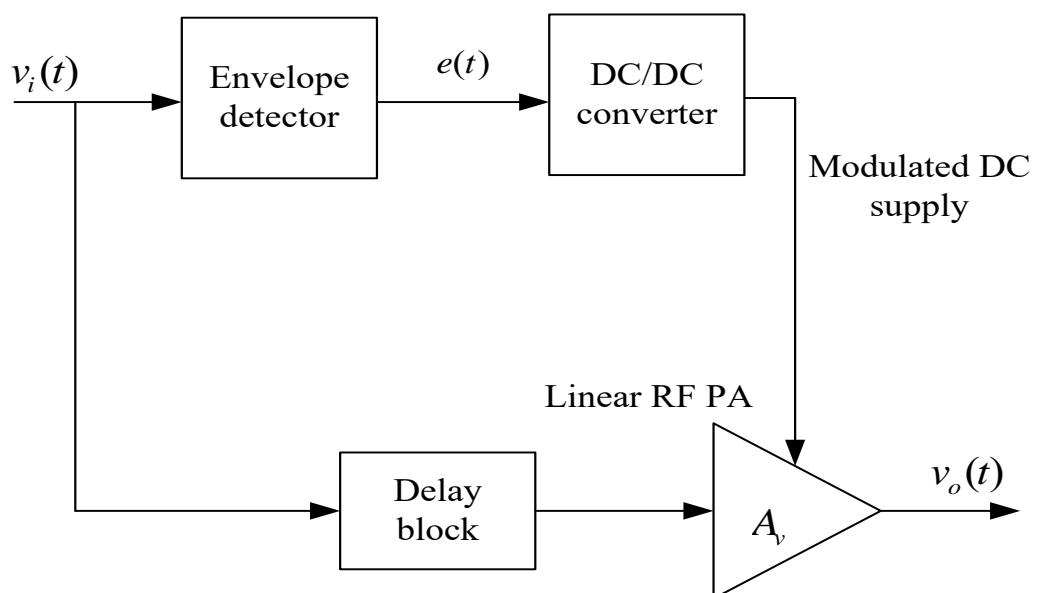 v_i(t)
Envelope
detector
e(t)
DC/DC
converter
Modulated DC
supply
Linear RF PA
Delay
block
A_v
v_o(t)